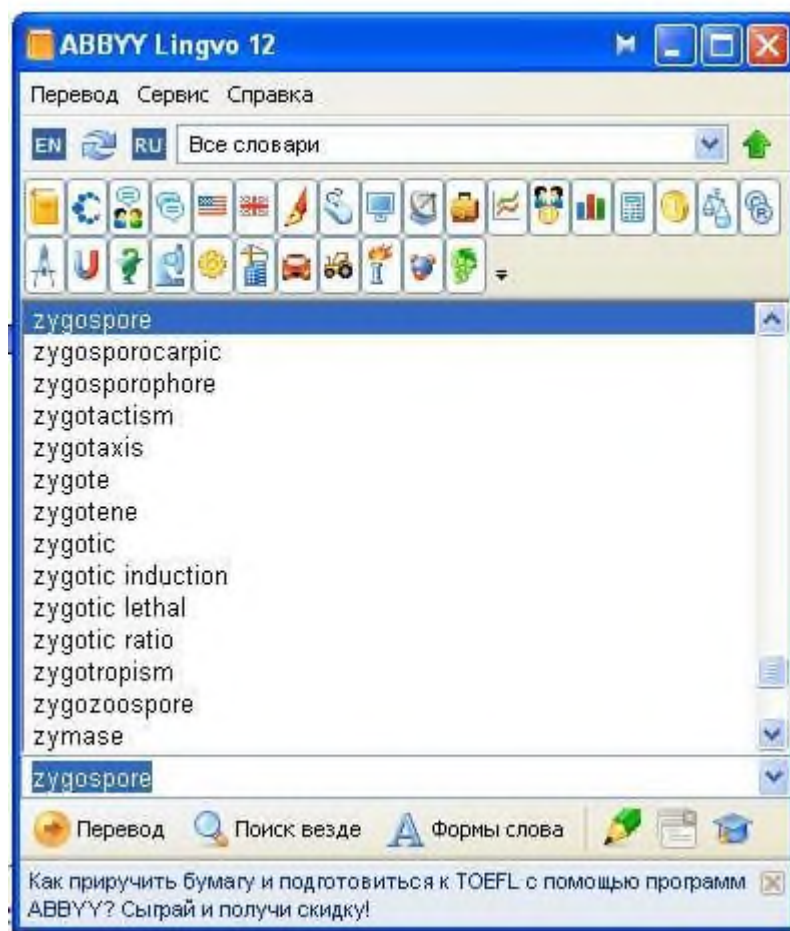 ABBYY Lingvo 12
Перевод Сервис Справка
EN RU Все словари
zygospore
zygosporocarpic
zygosporophore
zygotactism
zygotaxis
zygote
zygotene
zygotic
zygotic induction
zygotic lethal
zygotic ratio
zygotropism
zygozoospore
zymase
zygospore
Перевод Поиск везде Формы слова
Как приручить бумагу и подготовиться к TOEFL с помощью программ
ABBYY? Сыграй и получи скидку!